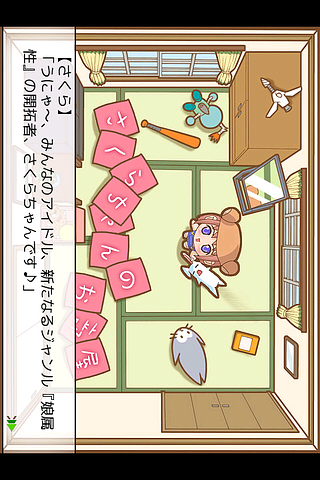 さくらちゃんのお部屋
【さくら】
「うにゃ～、みんなのアイドル、新たなるジャンル『娘属
性』の開拓者、さくらちゃんです♪」